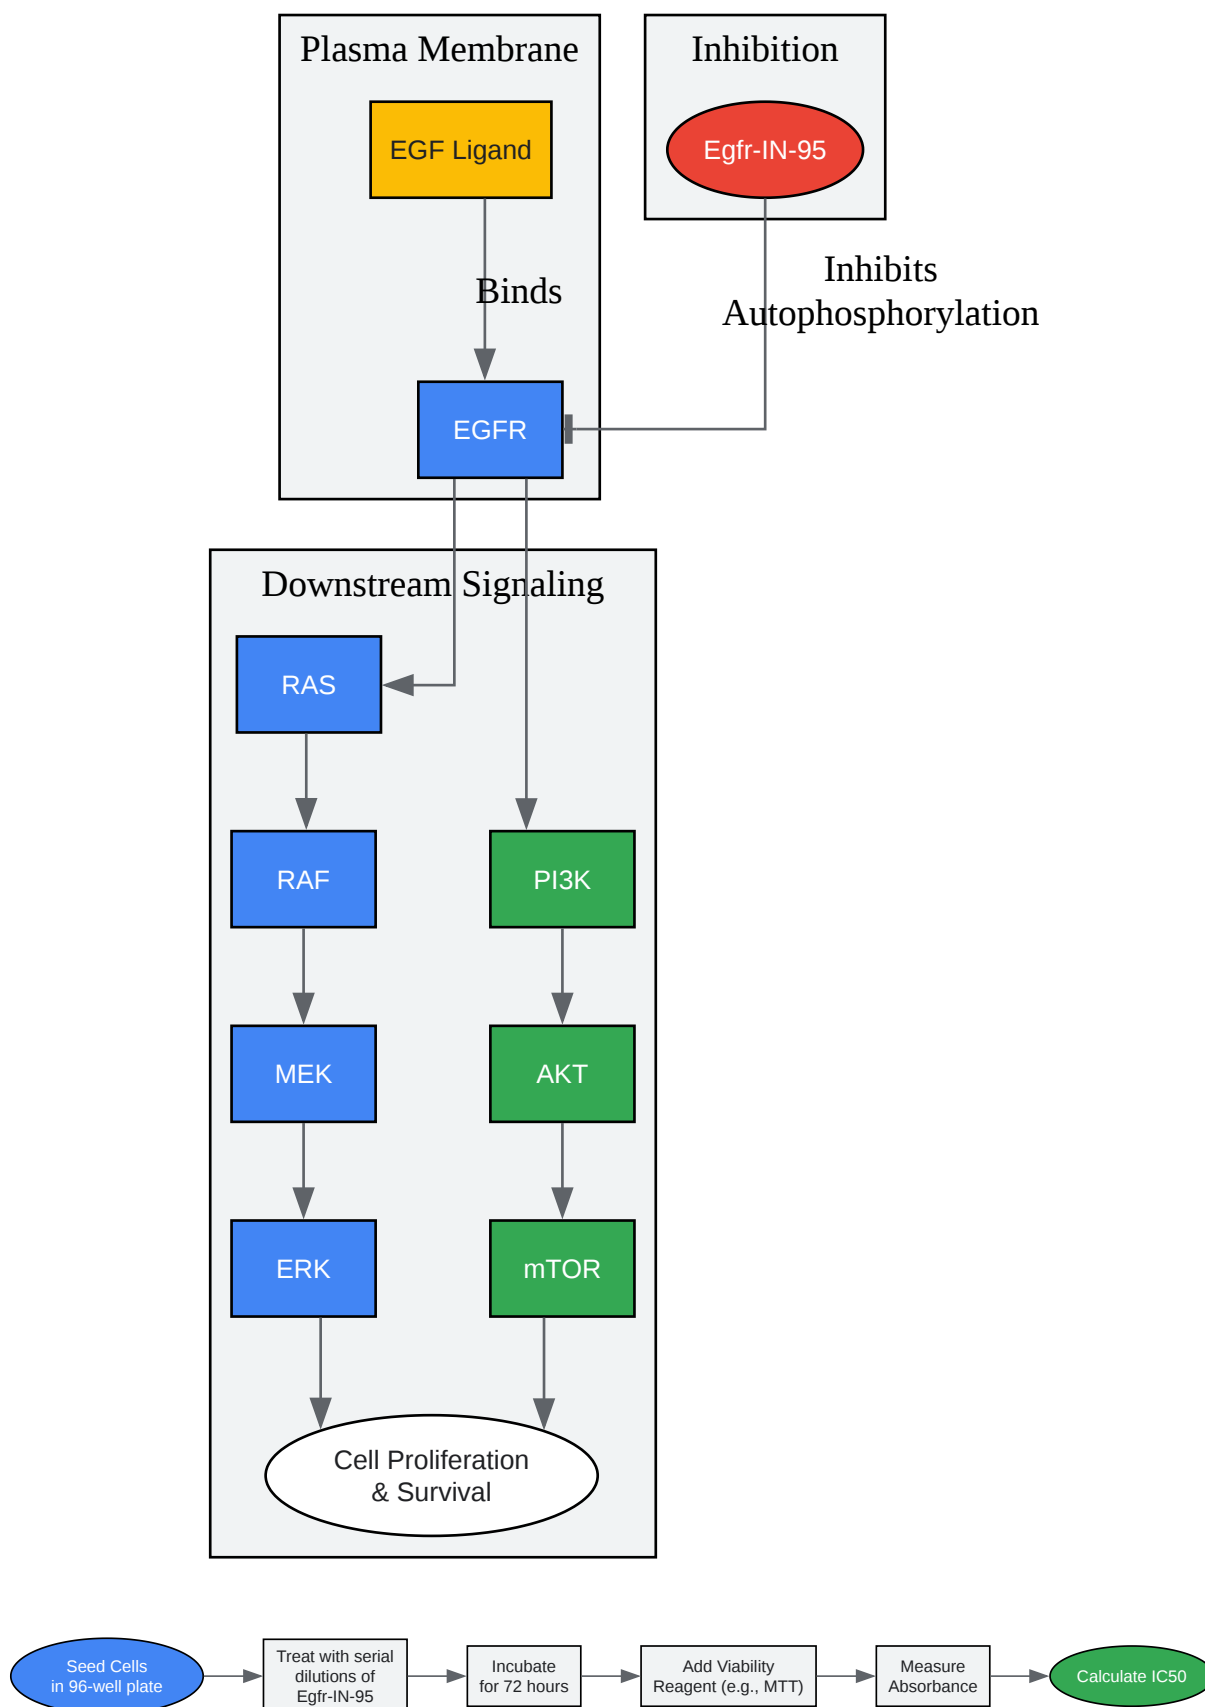 Plasma Membrane
Inhibition
EGF Ligand
Egfr-IN-95
Binds
Inhibits
Autophosphorylation
EGFR
Downstream Signaling
RAS
RAF
PI3K
MEK
AKT
ERK
mTOR
Cell Proliferation
& Survival
Seed Cells
in 96-well plate
Treat with serial
dilutions of
Egfr-IN-95
Incubate
for 72 hours
Add Viability
Reagent (e.g., MTT)
Measure
Absorbance
Calculate IC50